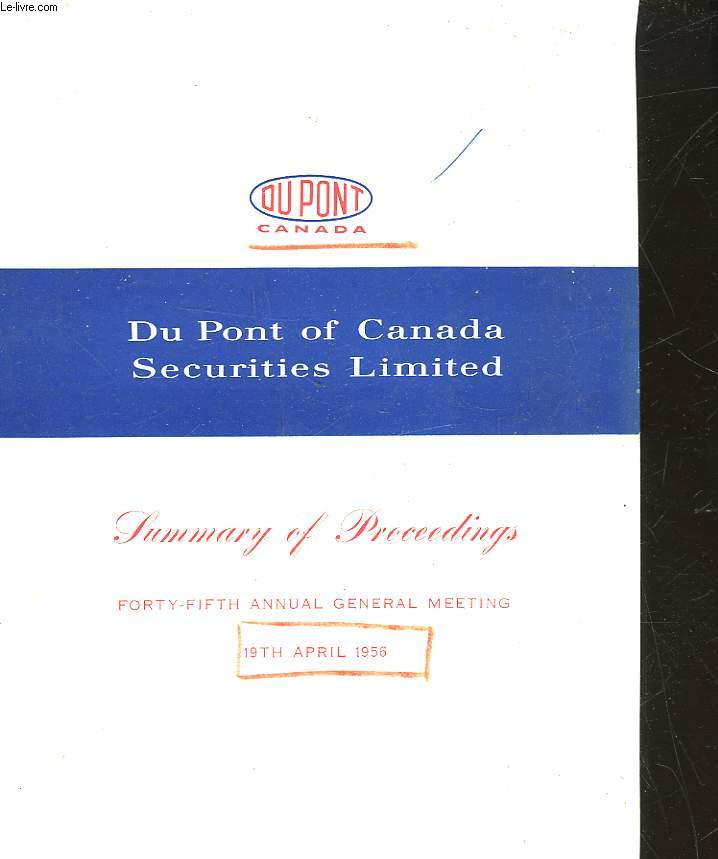 Le-livre.com
DU PONT
CANADA
Du Pont of Canada
Securities Limited
Summary of Proceedings
FORTY-FIFTH ANNUAL GENERAL MEETING
19TH APRIL 1956